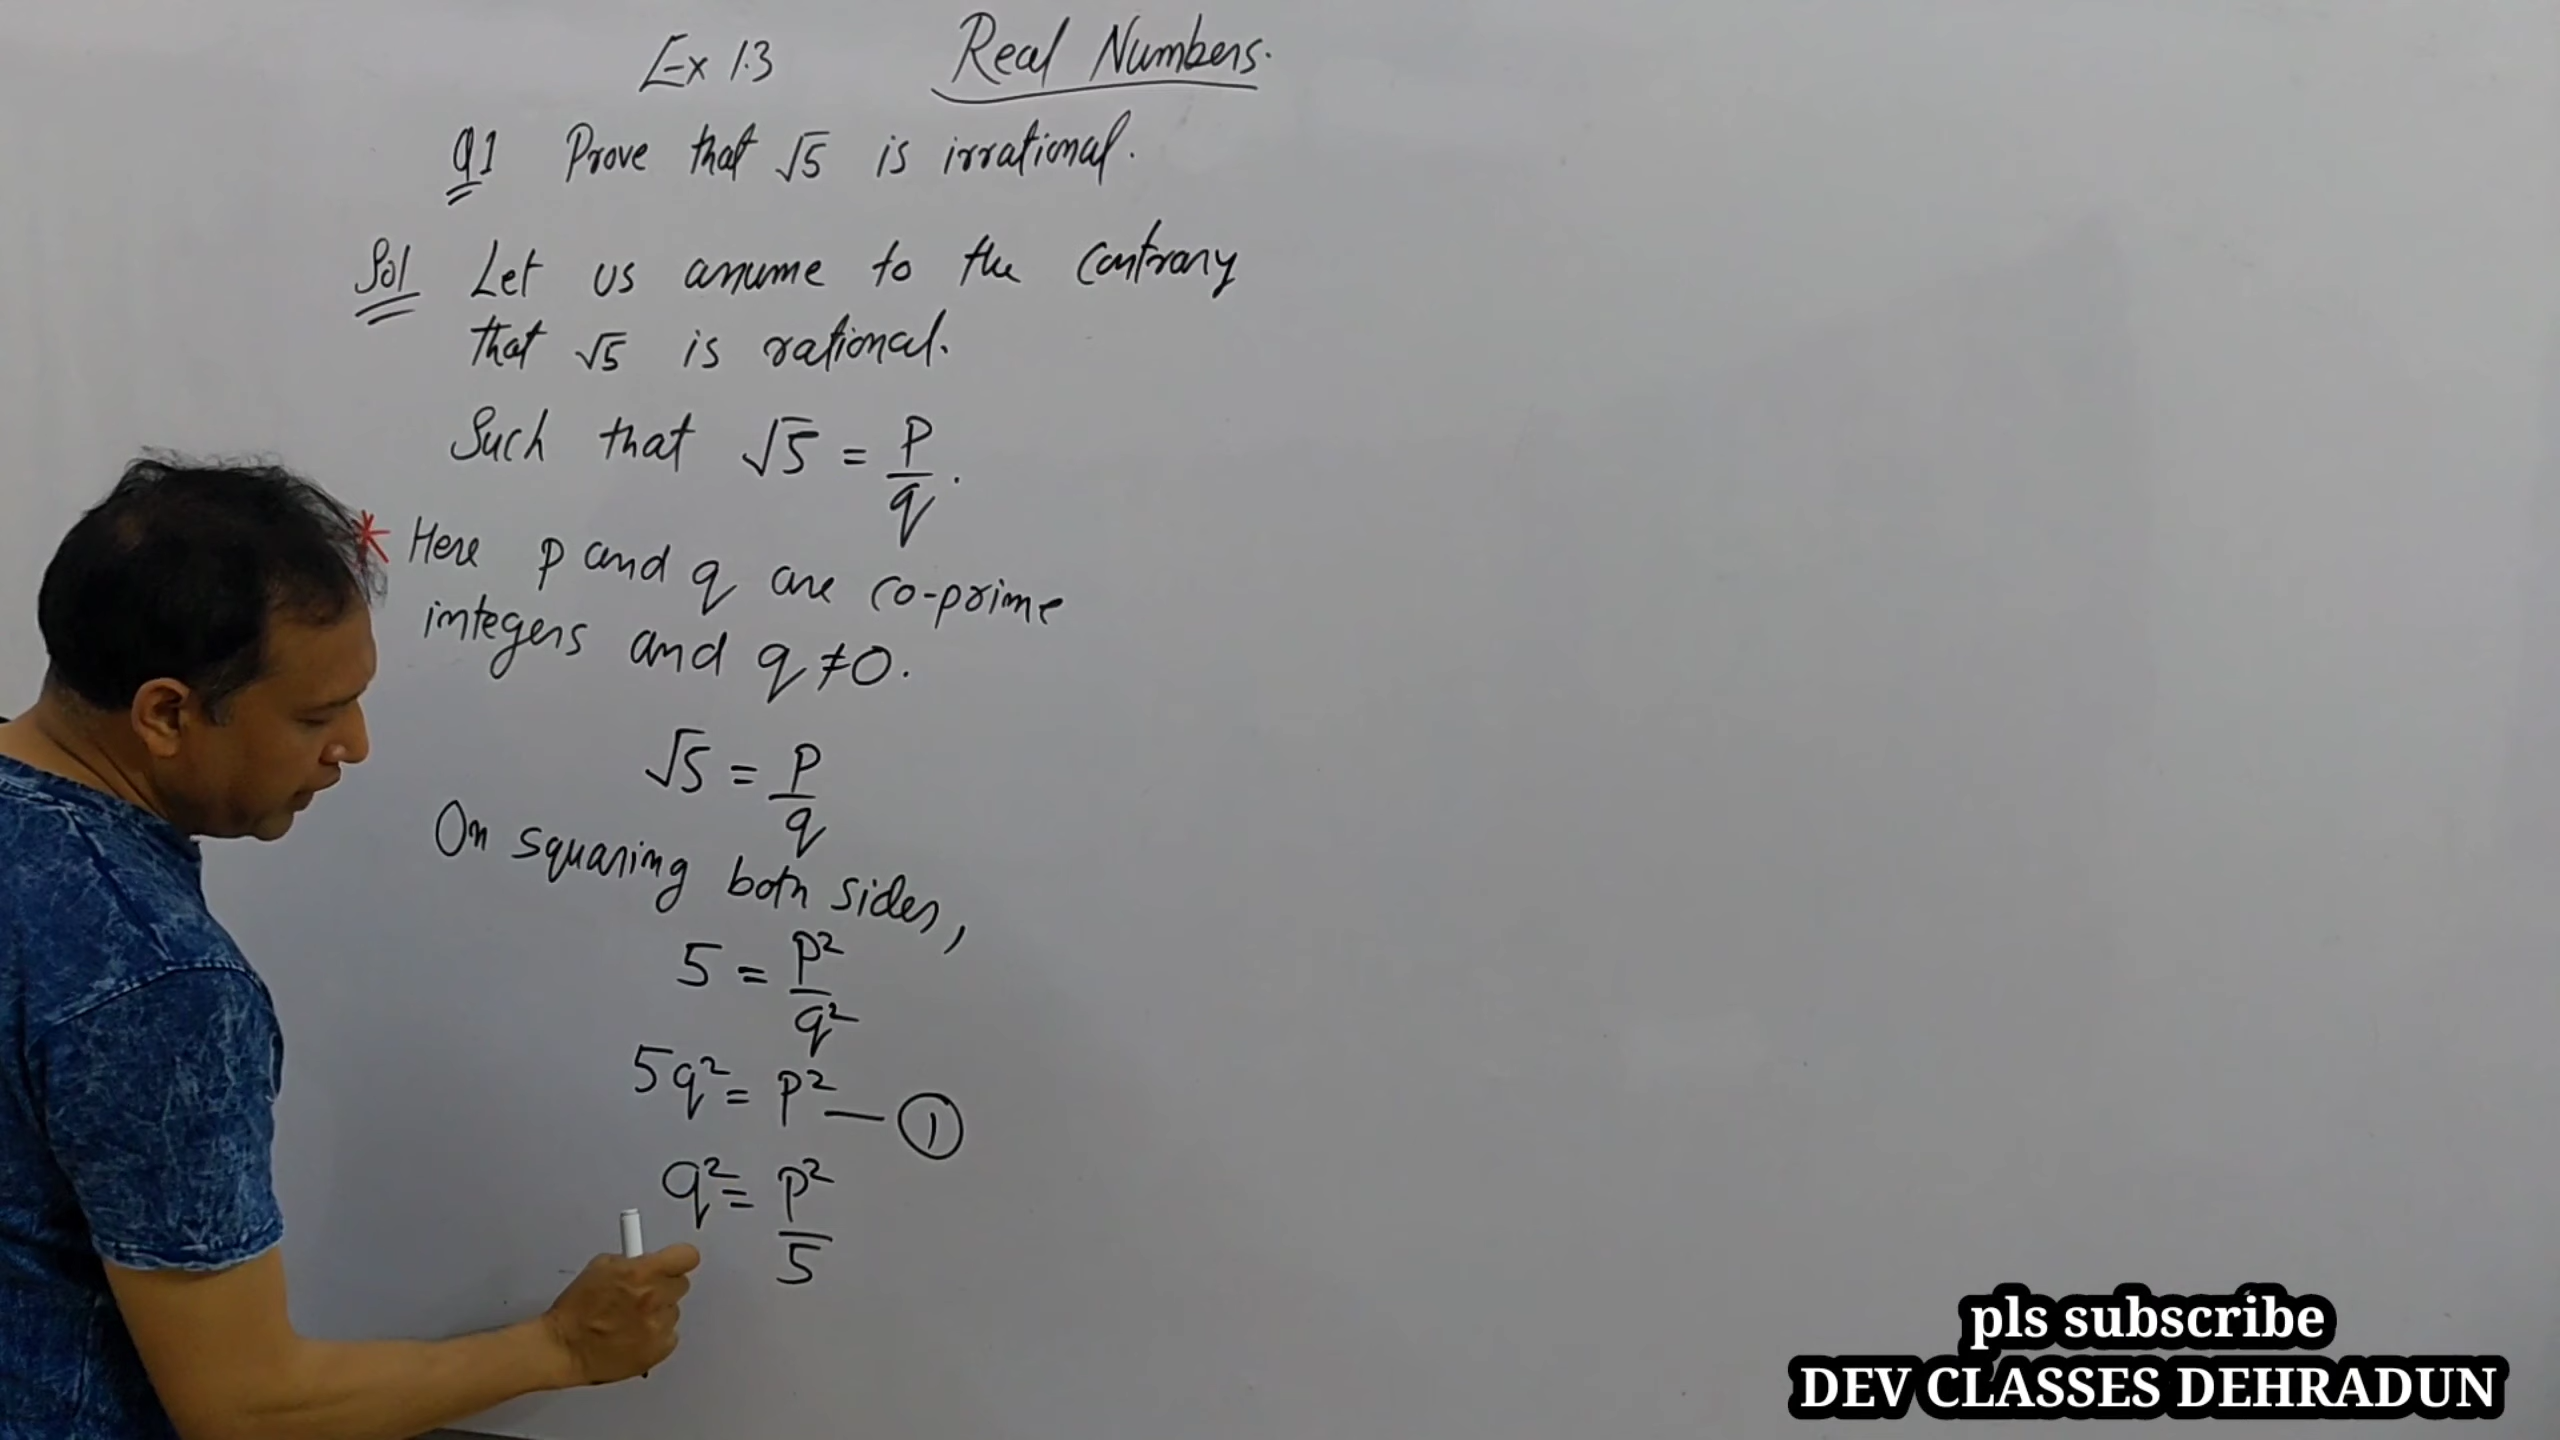 Ex 1.3 Real Numbers.
Q1 Prove that √5 is irrational.
Sol Let us assume to the contrary
that √5 is rational.
Such that √5 = p/q.
* Here p and q are co-prime
integers and q ≠ 0.
√5 = p/q
On squaring both sides,
5 = p²/q²
5q² = p² — ①
q² = p²/5
pls subscribe
DEV CLASSES DEHRADUN